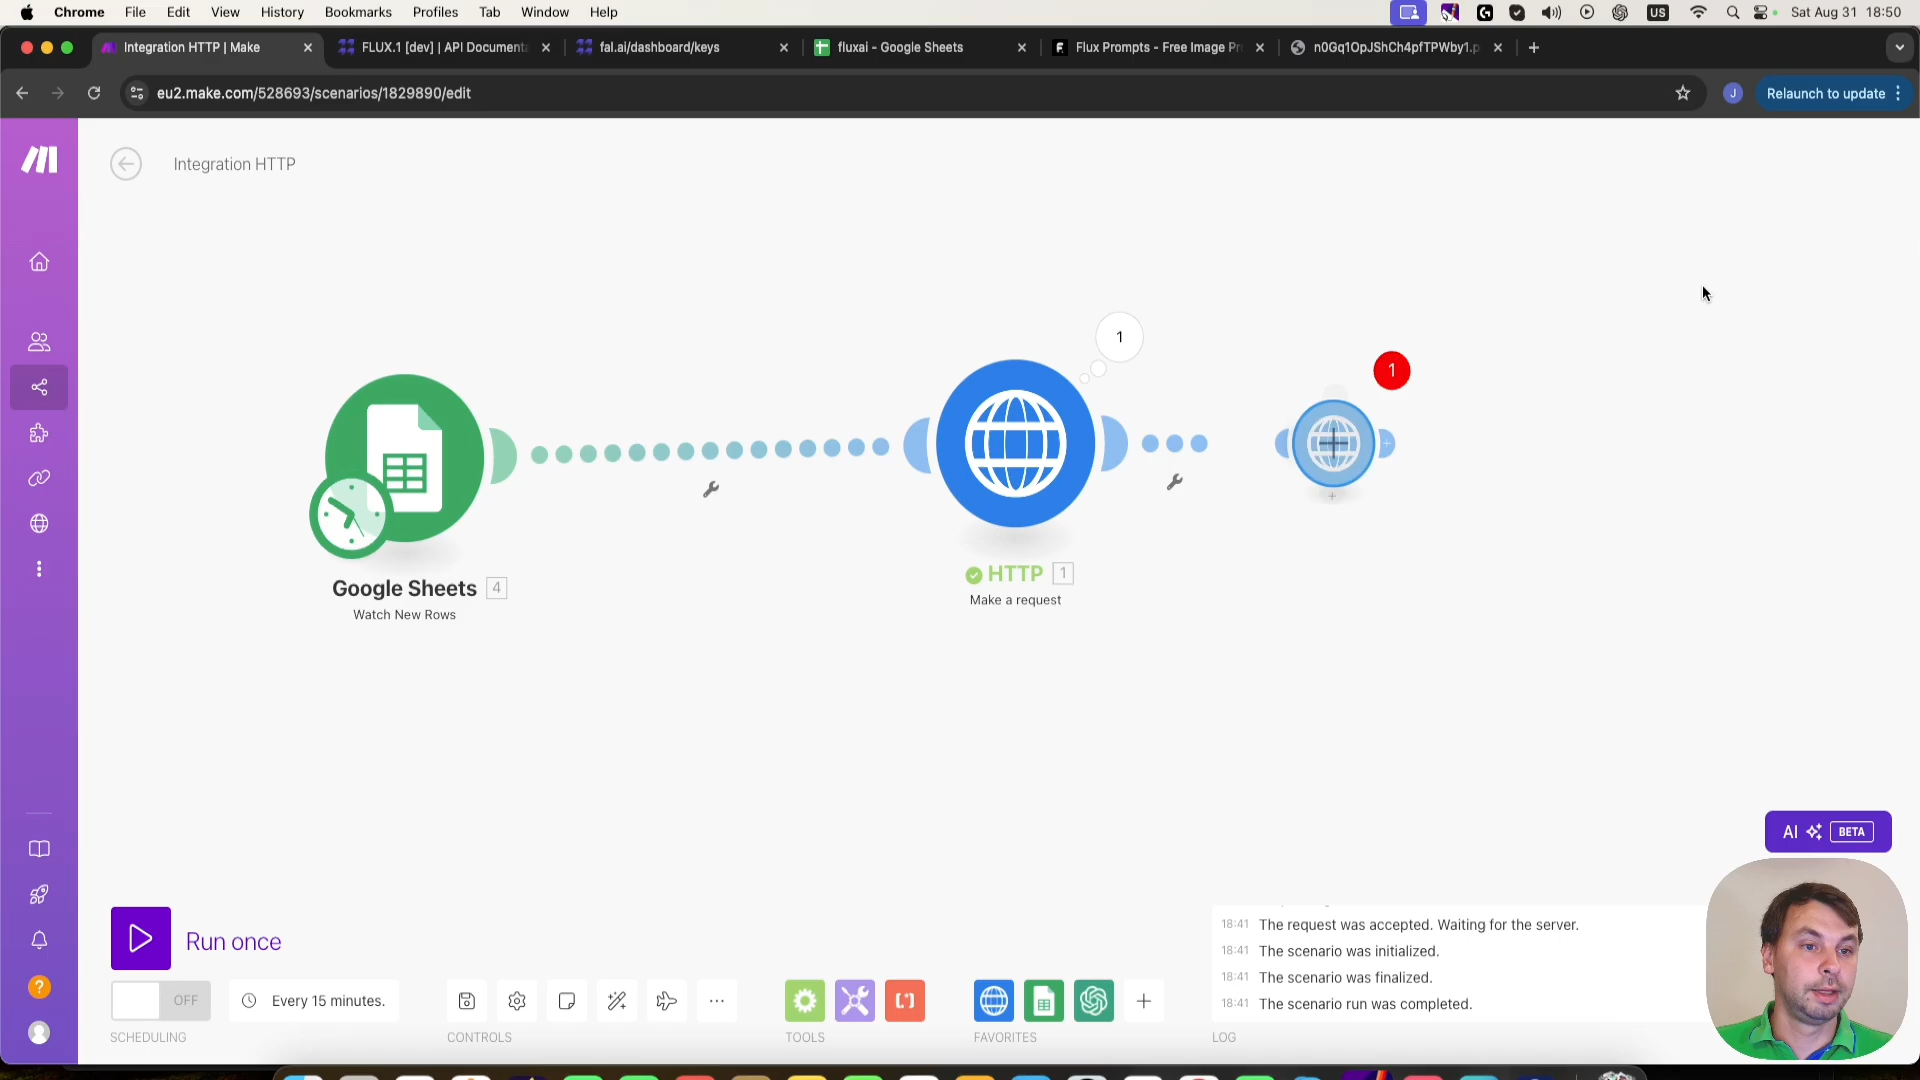 Chrome File Edit View History Bookmarks Profiles Tab Window Help US Sat Aug 31 18:50
Integration HTTP | Make FLUX.1 [dev] | API Document fal.ai/dashboard/keys fluxai - Google Sheets Flux Prompts - Free Image Pr n0Gq1OpJShCh4pfTPWby1.p
eu2.make.com/528693/scenarios/1829890/edit J Relaunch to update
Integration HTTP
1
1
Google Sheets 4
Watch New Rows
HTTP 1
Make a request
AI BETA
Run once
18:41 The request was accepted. Waiting for the server.
18:41 The scenario was initialized.
18:41 The scenario was finalized.
18:41 The scenario run was completed.
OFF Every 15 minutes.
SCHEDULING CONTROLS TOOLS FAVORITES LOG